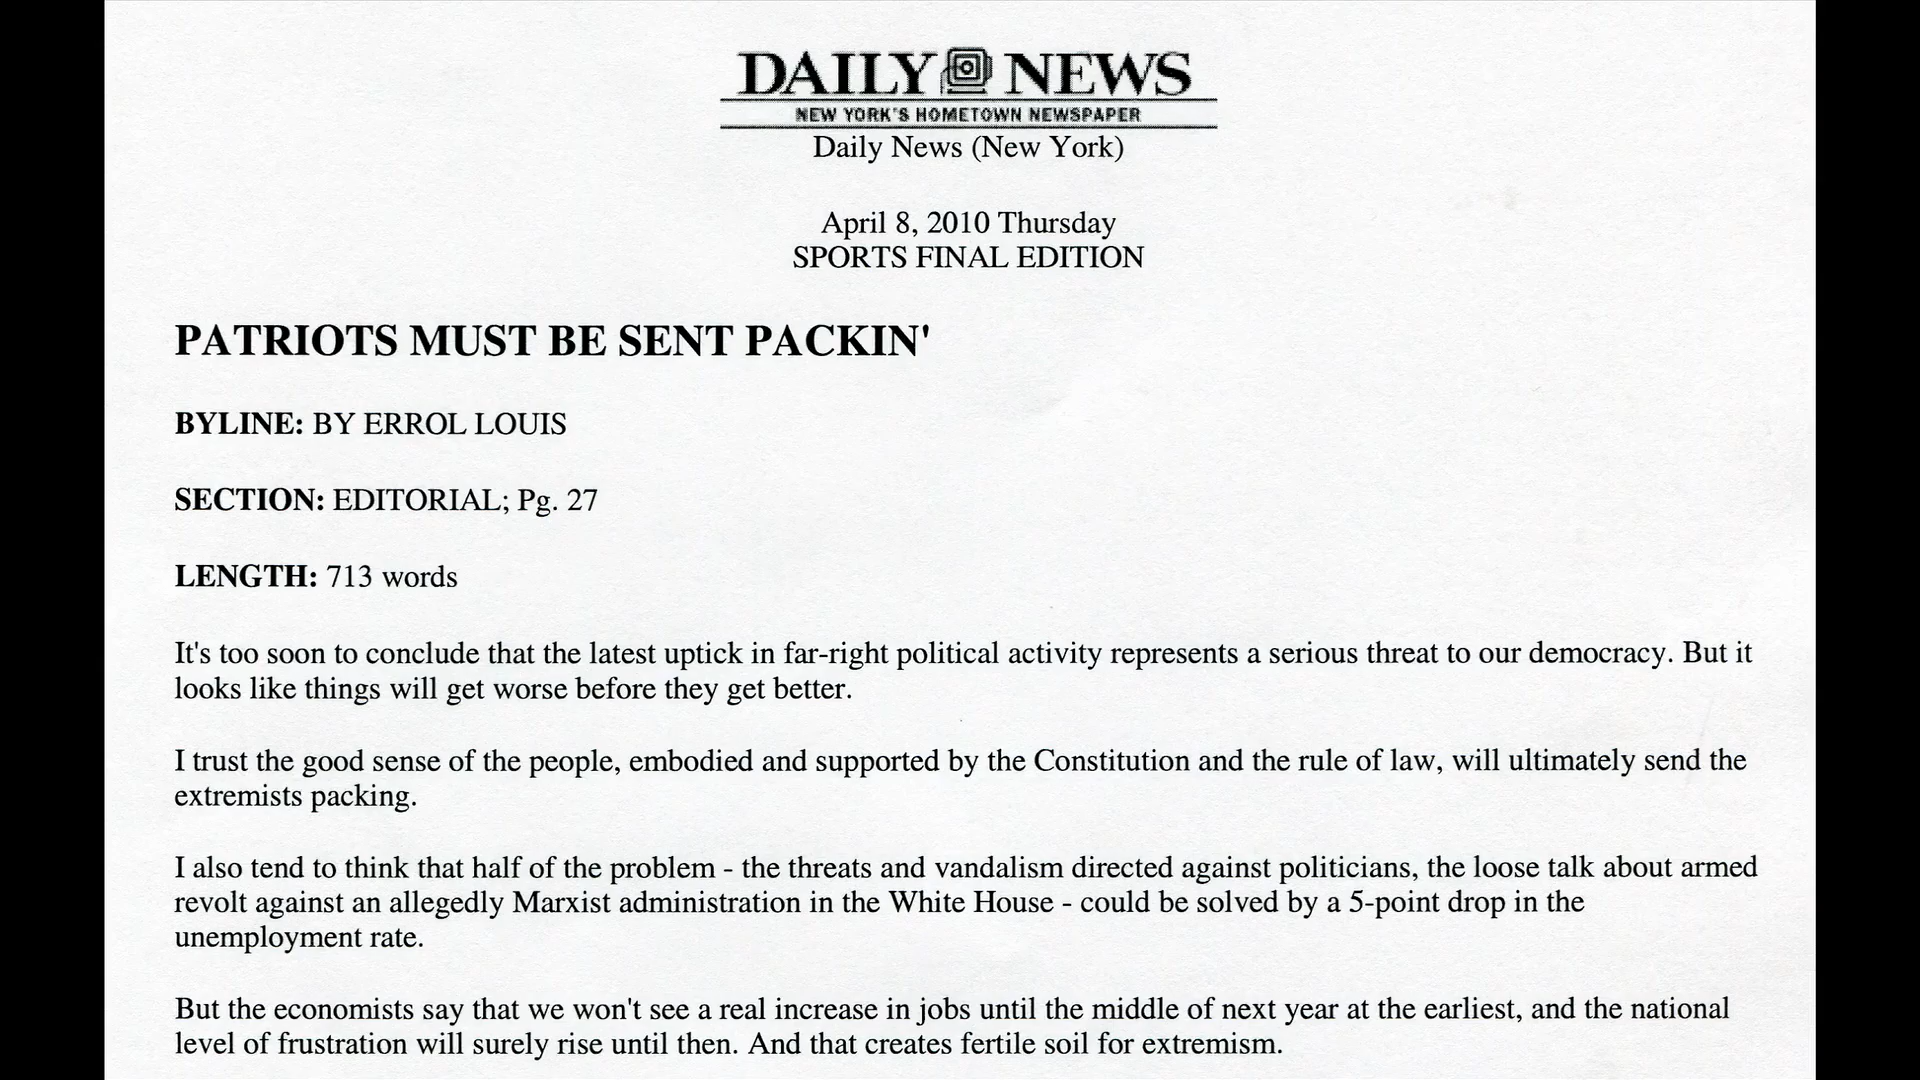 DAILY NEWS
NEW YORK'S HOMETOWN NEWSPAPER
Daily News (New York)
April 8, 2010 Thursday
SPORTS FINAL EDITION
PATRIOTS MUST BE SENT PACKIN'
BYLINE: BY ERROL LOUIS
SECTION: EDITORIAL; Pg. 27
LENGTH: 713 words
It's too soon to conclude that the latest uptick in far-right political activity represents a serious threat to our democracy. But it
looks like things will get worse before they get better.
I trust the good sense of the people, embodied and supported by the Constitution and the rule of law, will ultimately send the
extremists packing.
I also tend to think that half of the problem - the threats and vandalism directed against politicians, the loose talk about armed
revolt against an allegedly Marxist administration in the White House - could be solved by a 5-point drop in the
unemployment rate.
But the economists say that we won't see a real increase in jobs until the middle of next year at the earliest, and the national
level of frustration will surely rise until then. And that creates fertile soil for extremism.